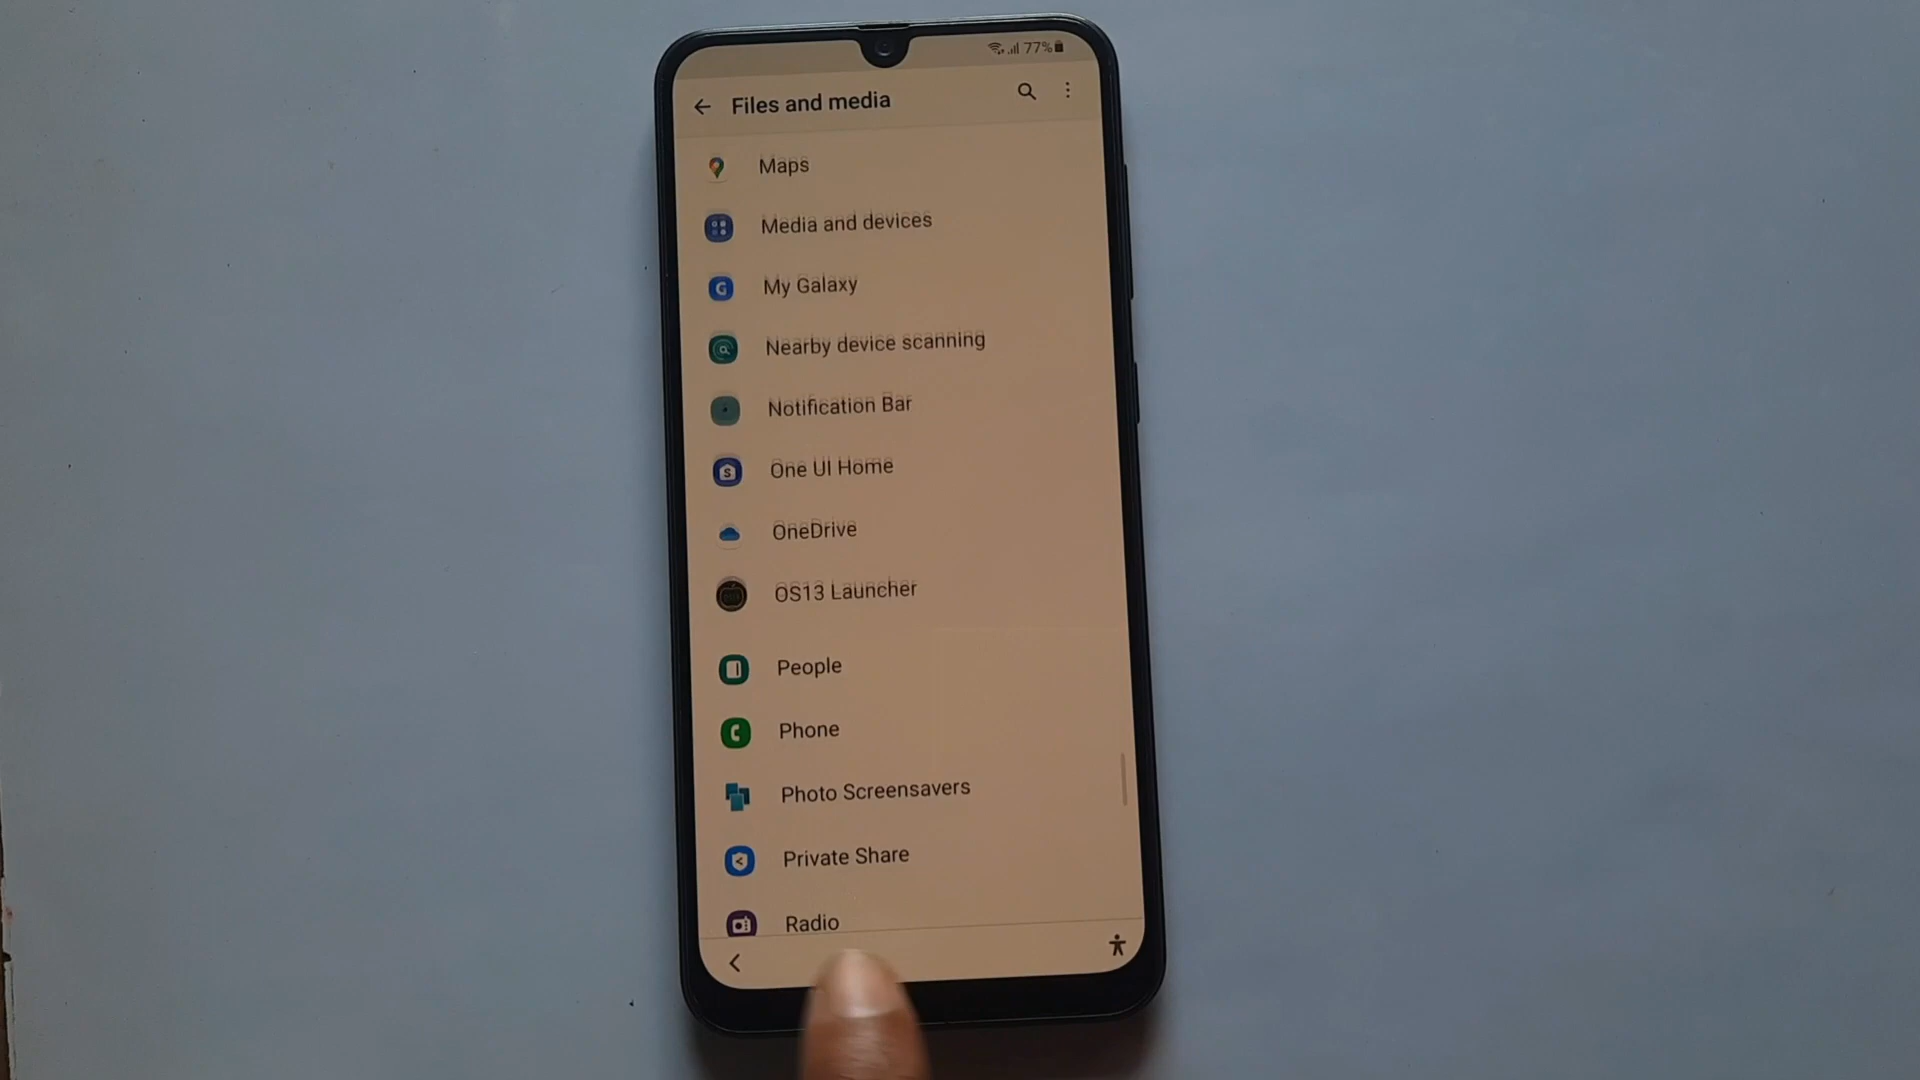 77%
Files and media
Maps
Media and devices
My Galaxy
Nearby device scanning
Notification Bar
One UI Home
OneDrive
OS13 Launcher
People
Phone
Photo Screensavers
Private Share
Radio